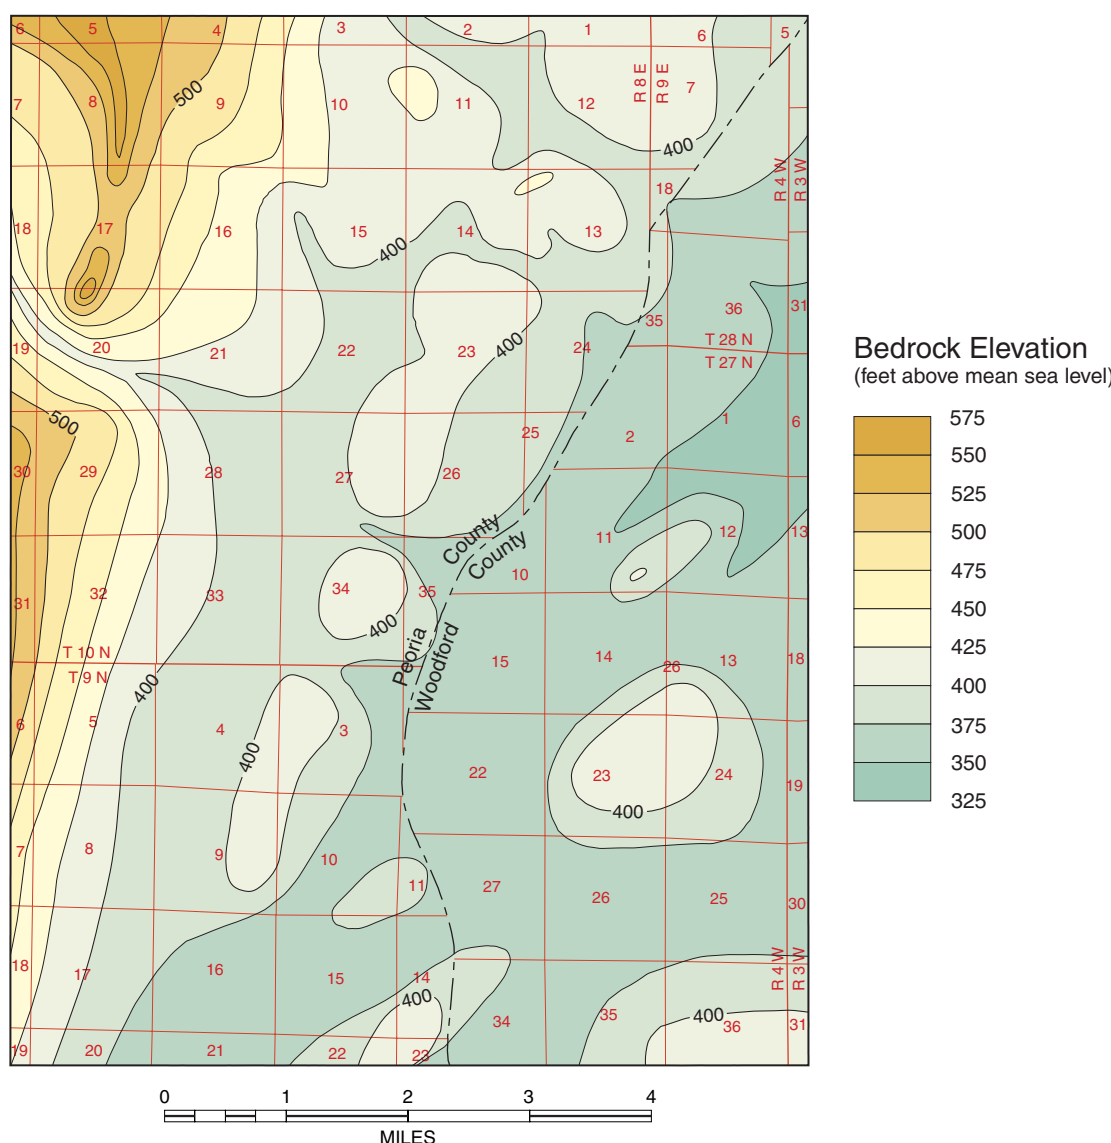 6 5 4 3 2 1 6 5
7 8 500 9 10 11 12 R 8 E R 9 E 7
400
18 17 16 15 400 14 13 18 R 4 W R 3 W
19 20 21 22 23 400 24 35 36 31
T 28 N
T 27 N
500
30 29 28 27 26 25 2 1 6
31 32 33 34 35 County County 10 11 12 13
400
T 10 N
T 9 N
400
Peoria
Woodford
15 14 26 13 18
6 5 4 400 3 22 23 24 19
400
7 8 9 10 11 27 26 25 30
18 17 16 15 14 R 4 W R 3 W
400
34 35 400 36 31
19 20 21 22 23
0 1 2 3 4
MILES
Bedrock Elevation
(feet above mean sea level)
575
550
525
500
475
450
425
400
375
350
325